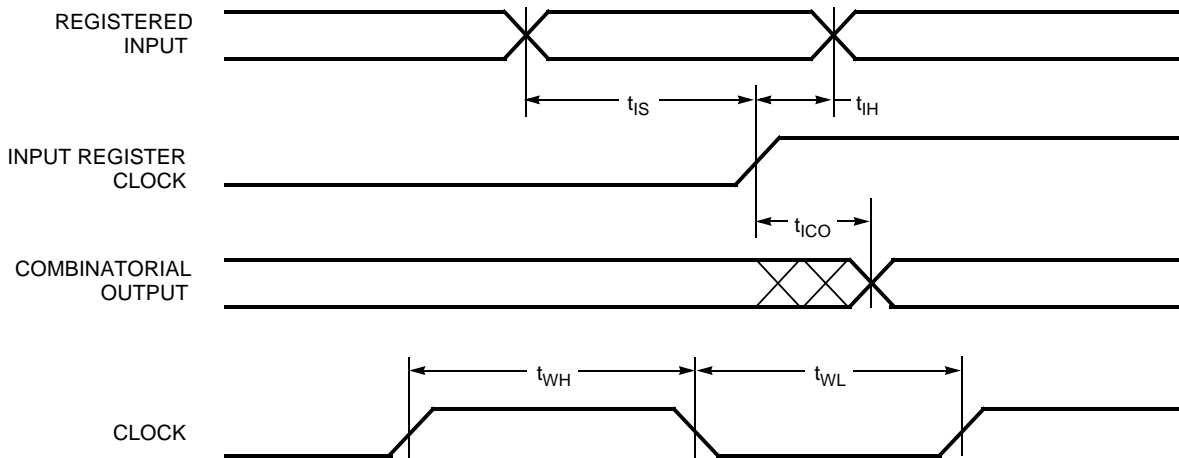 REGISTERED
INPUT
tIS
tIH
INPUT REGISTER
CLOCK
tICO
COMBINATORIAL
OUTPUT
tWH
tWL
CLOCK